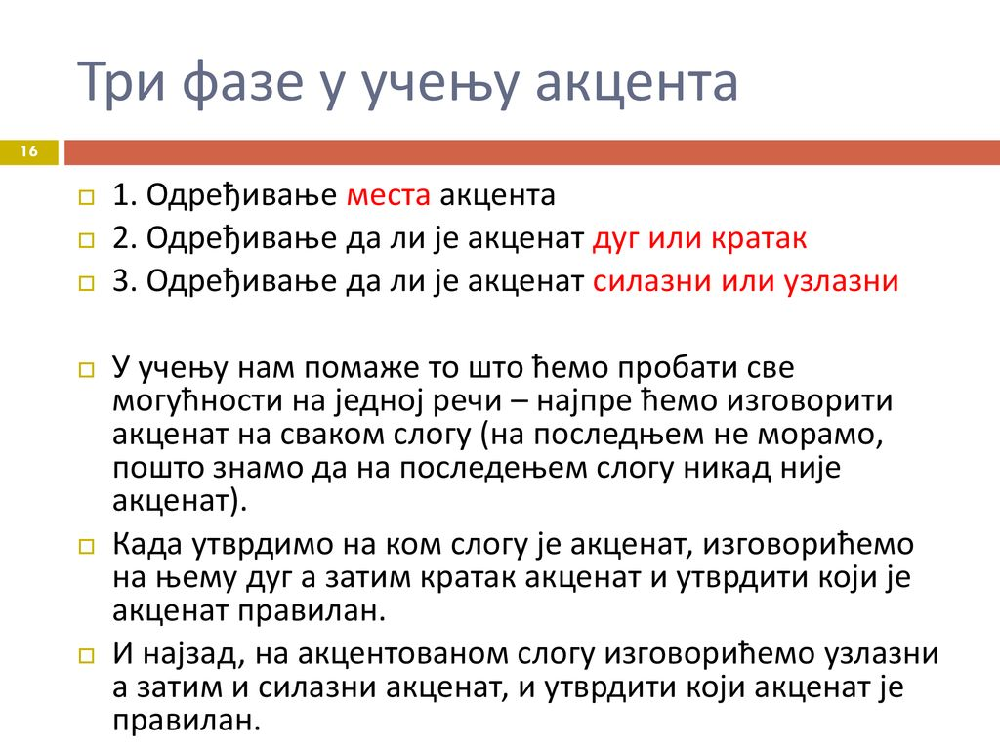 Три фазе у учењу акцента
16
1. Одређивање места акцента
2. Одређивање да ли је акценат дуг или кратак
3. Одређивање да ли је акценат силазни или узлазни
У учењу нам помаже то што ћемо пробати све
могућности на једној речи – најпре ћемо изговорити
акценат на сваком слогу (на последњем не морамо,
пошто знамо да на последењем слогу никад није
акценат).
Када утврдимо на ком слогу је акценат, изговорићемо
на њему дуг а затим кратак акценат и утврдити који је
акценат правилан.
И најзад, на акцентованом слогу изговорићемо узлазни
а затим и силазни акценат, и утврдити који акценат је
правилан.